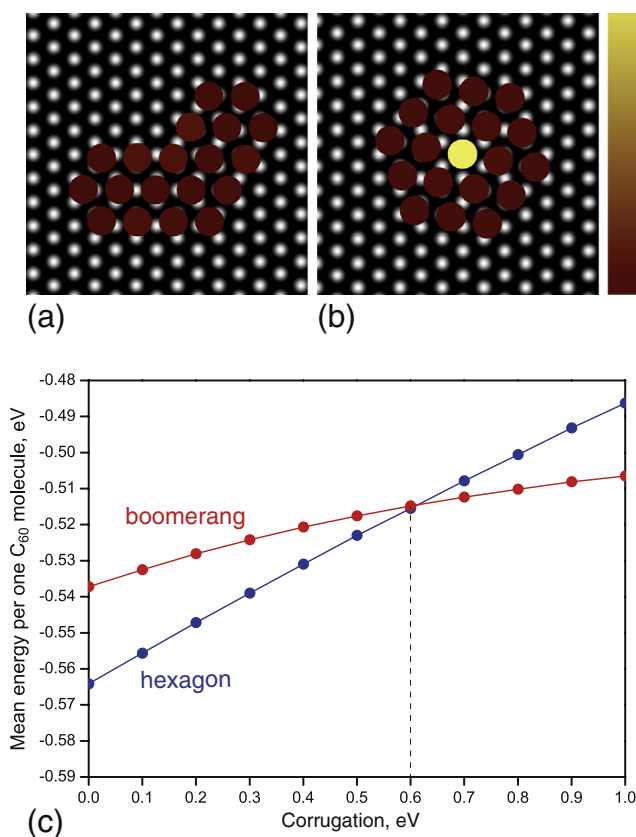 (a)
(b)
-0.48
-0.49
-0.50
-0.51
-0.53
-0.54
-0.55
-0.56
-0.57
-0.58
-0.59
Mean energy per one C₆₀ molecule, eV
boomerang
hexagon
0.0 0.1 0.2 0.3 0.4 0.5 0.6 0.7 0.8 0.9 1.0
Corrugation, eV
(c)